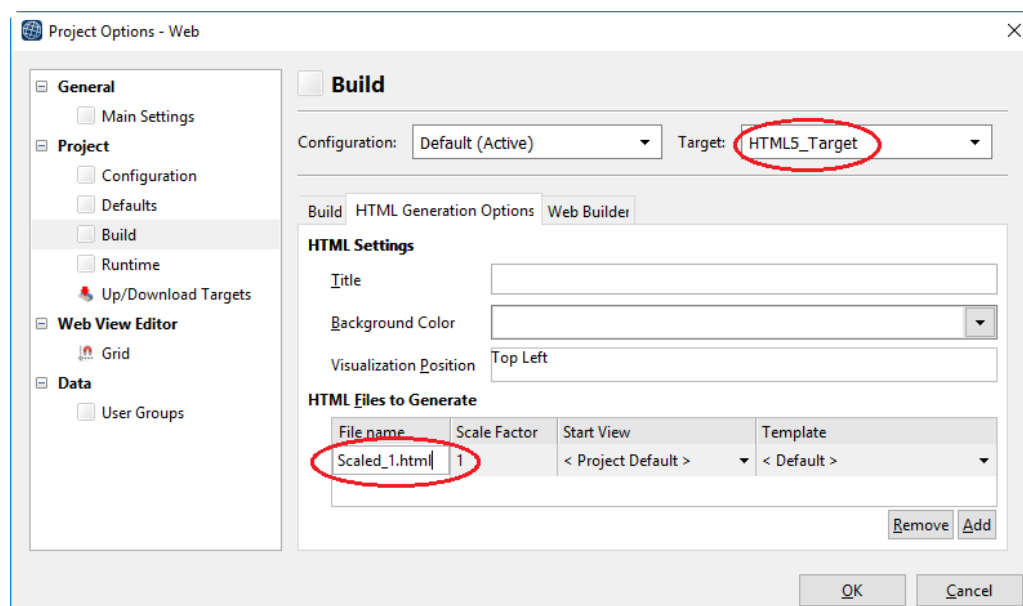 Project Options - Web
General
Main Settings
Project
Configuration
Defaults
Build
Runtime
Up/Download Targets
Web View Editor
Grid
Data
User Groups
Build
Configuration: Default (Active) Target: HTML5_Target
Build HTML Generation Options Web Builder
HTML Settings
Title
Background Color
Visualization Position Top Left
HTML Files to Generate
File name Scale Factor Start View Template
Scaled_1.html 1 < Project Default > < Default >
Remove Add
OK Cancel